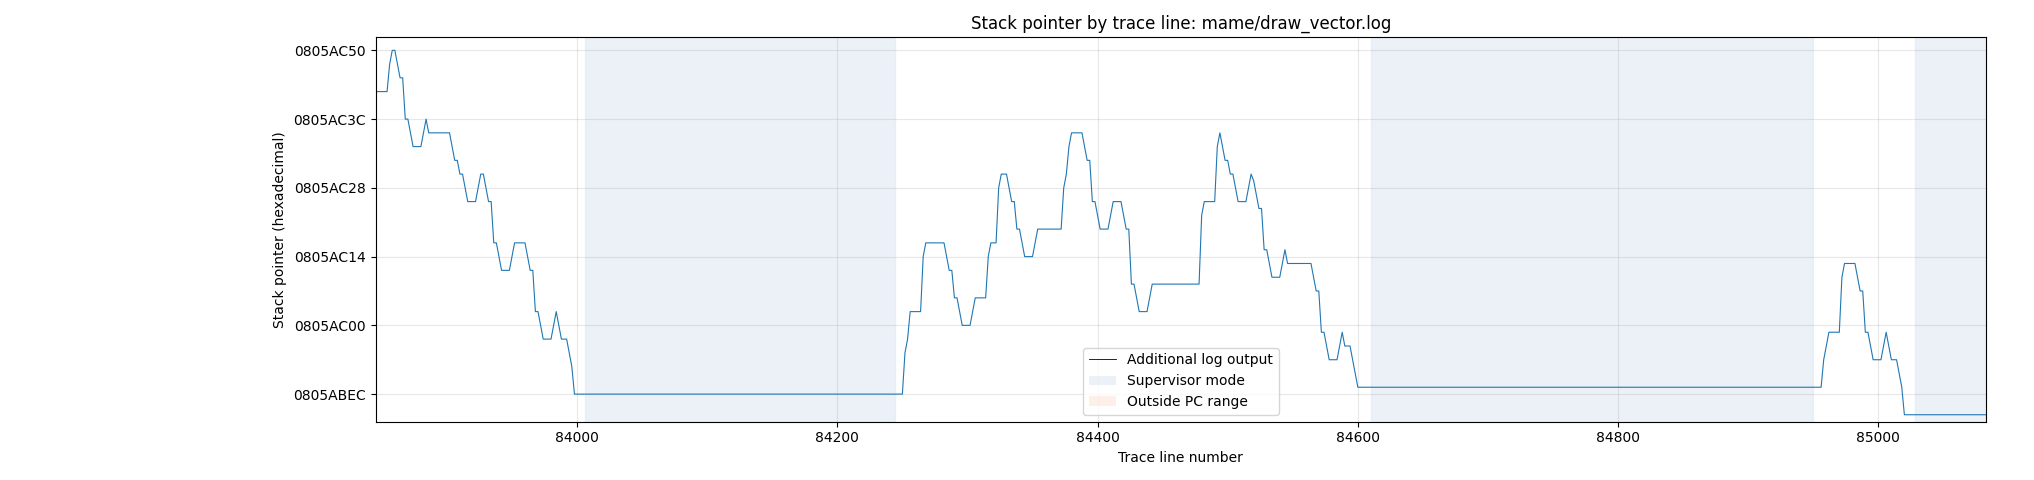 Stack pointer by trace line: mame/draw_vector.log
Stack pointer (hexadecimal)
0805AC50
0805AC3C
0805AC28
0805AC14
0805AC00
0805ABEC
Additional log output
Supervisor mode
Outside PC range
84000 84200 84400 84600 84800 85000
Trace line number